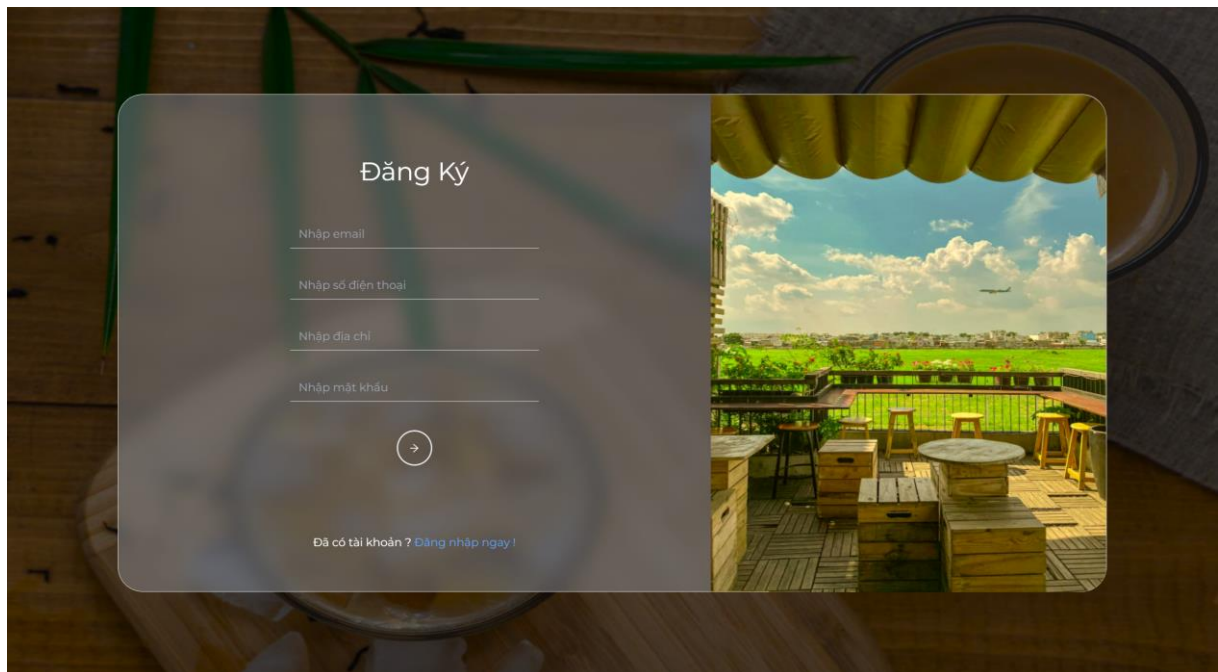 Đăng Ký
Nhập email
Nhập số điện thoại
Nhập địa chỉ
Nhập mật khẩu
Đã có tài khoản ? Đăng nhập ngay !